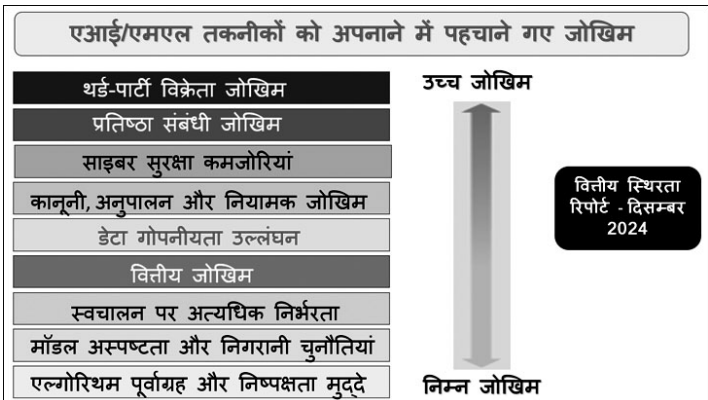 एआई/एमएल तकनीकों को अपनाने में पहचाने गए जोखिम
थर्ड-पार्टी विक्रेता जोखिम
प्रतिष्ठा संबंधी जोखिम
साइबर सुरक्षा कमजोरियां
कानूनी, अनुपालन और नियामक जोखिम
डेटा गोपनीयता उल्लंघन
वित्तीय जोखिम
स्वचालन पर अत्यधिक निर्भरता
मॉडल अस्पष्टता और निगरानी चुनौतियां
एल्गोरिथम पूर्वाग्रह और निष्पक्षता मुद्दे
उच्च जोखिम
निम्न जोखिम
वित्तीय स्थिरता
रिपोर्ट - दिसम्बर
2024